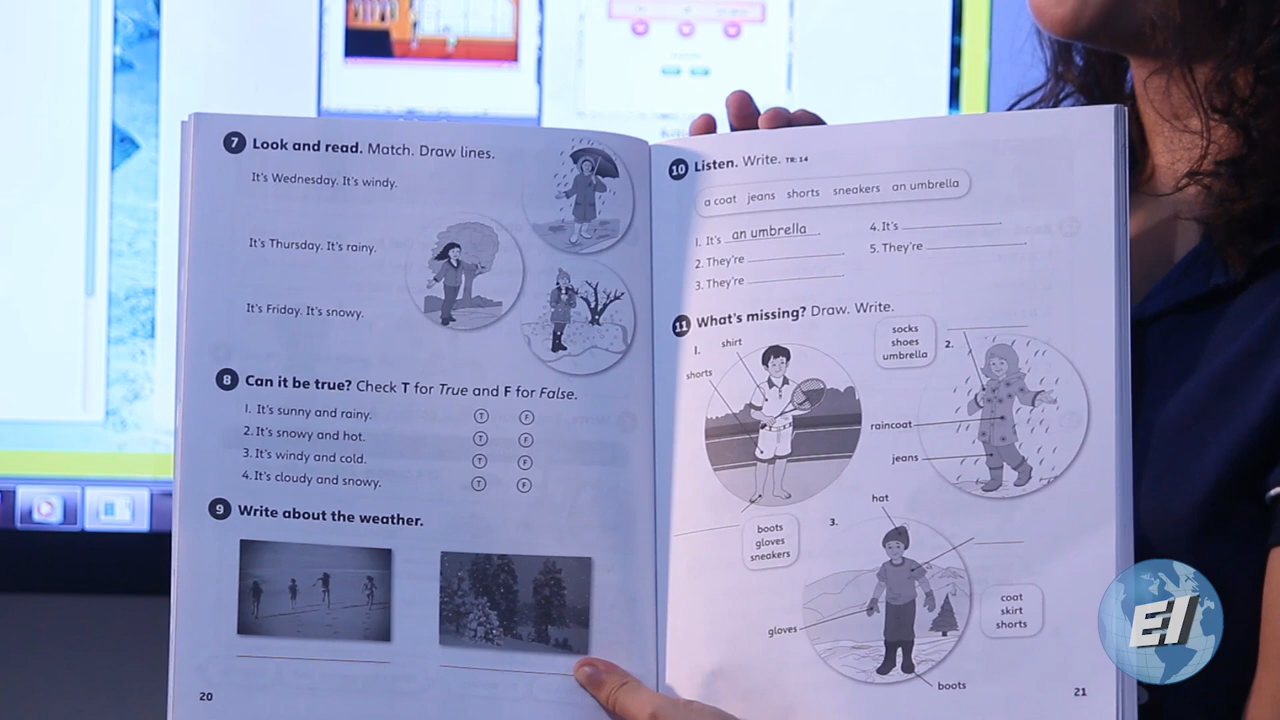 7 Look and read. Match. Draw lines.
It's Wednesday. It's windy.
It's Thursday. It's rainy.
It's Friday. It's snowy.
8 Can it be true? Check T for True and F for False.
1. It's sunny and rainy. T F
2. It's snowy and hot. T F
3. It's windy and cold. T F
4. It's cloudy and snowy. T F
9 Write about the weather.
20
10 Listen. Write. TR: 14
a coat jeans shorts sneakers an umbrella
1. It's an umbrella.
2. They're
3. They're
4. It's
5. They're
11 What's missing? Draw. Write.
1.
shirt
shorts
boots
gloves
sneakers
socks
shoes
umbrella
2.
raincoat
jeans
3.
hat
gloves
boots
coat
skirt
shorts
21
EI